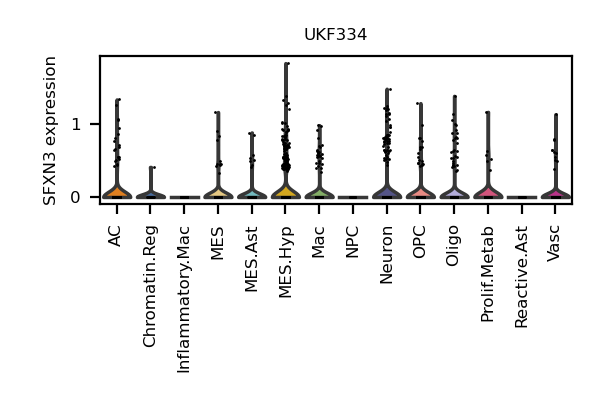 UKF334
SFXN3 expression
1
0
AC
Chromatin.Reg
Inflammatory.Mac
MES
MES.Ast
MES.Hyp
Mac
NPC
Neuron
OPC
Oligo
Prolif.Metab
Reactive.Ast
Vasc